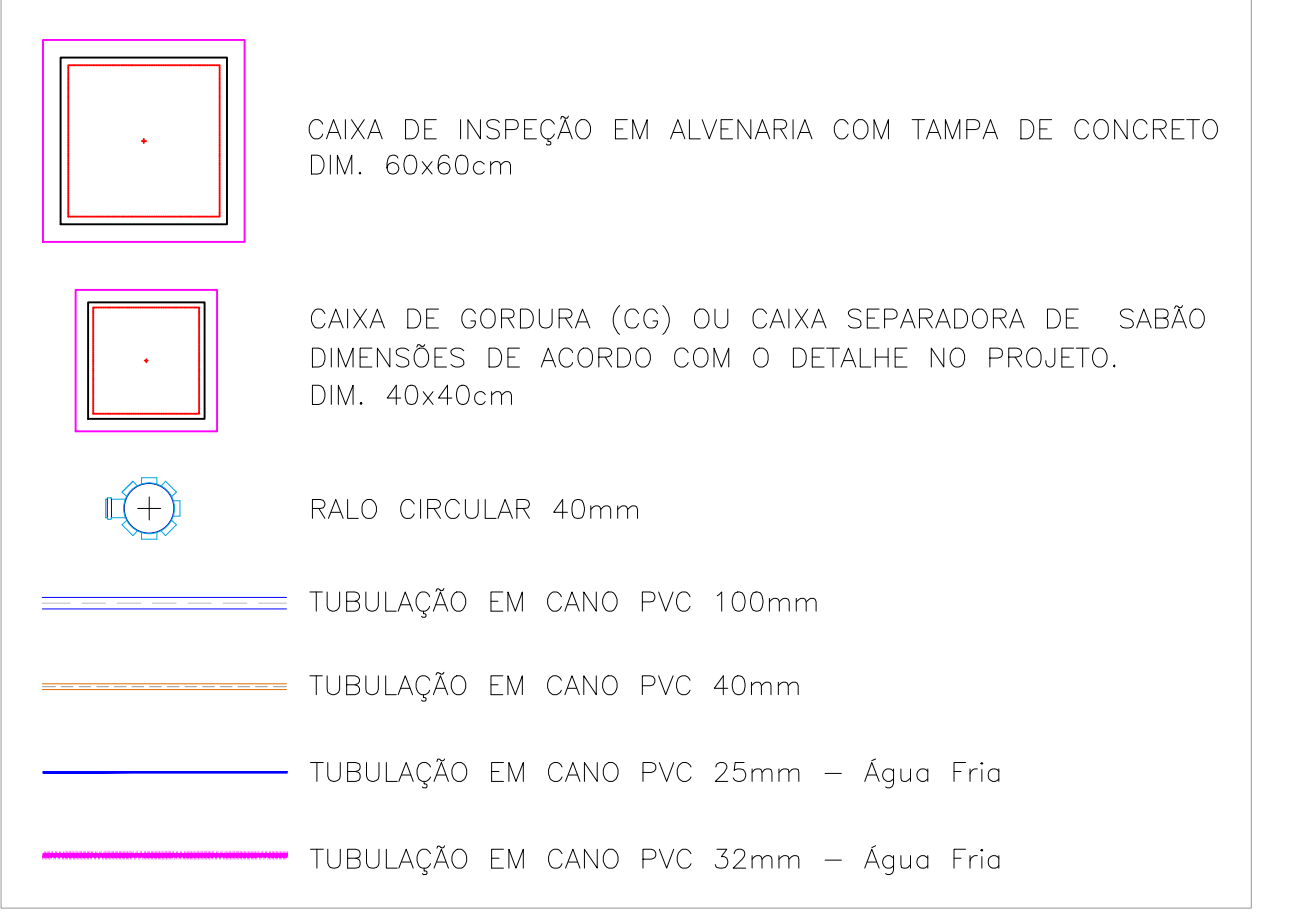 CAIXA DE INSPEÇÃO EM ALVENARIA COM TAMPA DE CONCRETO
DIM. 60x60cm
CAIXA DE GORDURA (CG) OU CAIXA SEPARADORA DE SABÃO
DIMENSÕES DE ACORDO COM O DETALHE NO PROJETO.
DIM. 40x40cm
RALO CIRCULAR 40mm
TUBULAÇÃO EM CANO PVC 100mm
TUBULAÇÃO EM CANO PVC 40mm
TUBULAÇÃO EM CANO PVC 25mm – Água Fria
TUBULAÇÃO EM CANO PVC 32mm – Água Fria